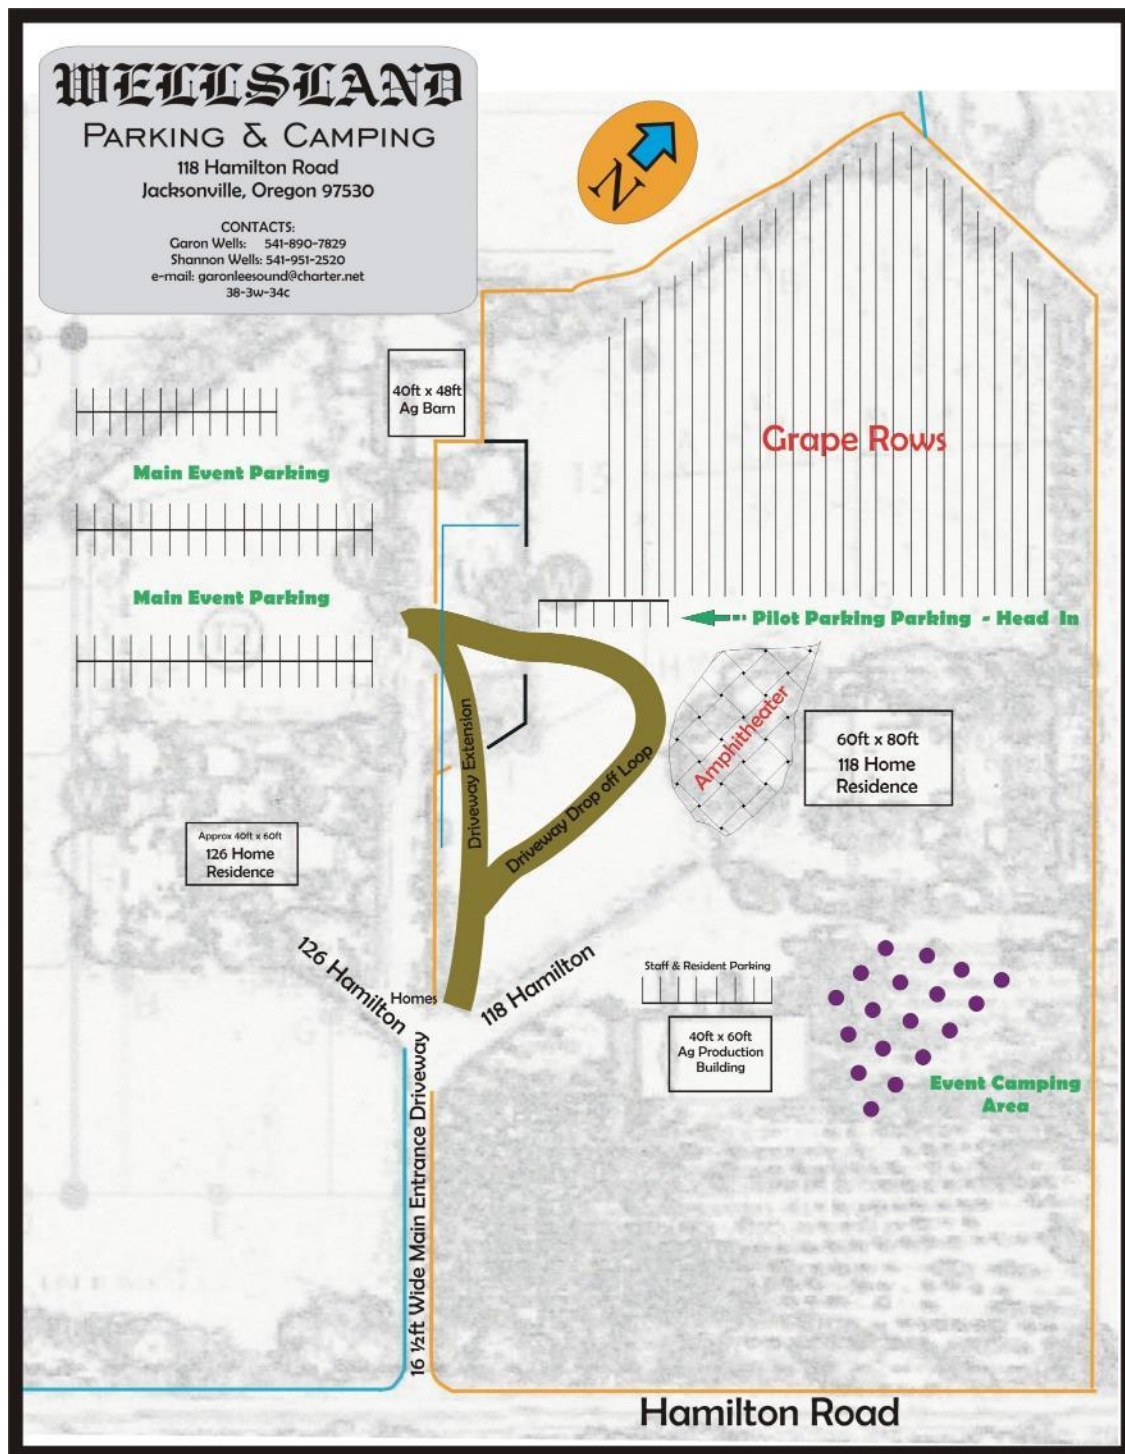 WELLSLAND
PARKING & CAMPING
118 Hamilton Road
Jacksonville, Oregon 97530
CONTACTS:
Garon Wells: 541-890-7829
Shannon Wells: 541-951-2520
e-mail: garonleesound@charter.net
38-3w-34c
N
40ft x 48ft
Ag Barn
Grape Rows
Main Event Parking
Main Event Parking
Pilot Parking Parking - Head In
Amphitheater
60ft x 80ft
118 Home
Residence
Driveway Extension
Driveway Drop off Loop
Approx 40ft x 60ft
126 Home
Residence
126 Hamilton
Homes
118 Hamilton
Staff & Resident Parking
40ft x 60ft
Ag Production
Building
Event Camping
Area
16 ½ft Wide Main Entrance Driveway
Hamilton Road